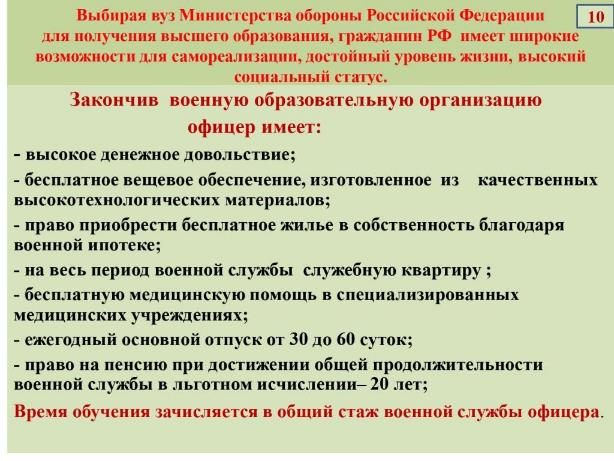 Выбирая вуз Министерства обороны Российской Федерации
10
для получения высшего образования, гражданин РФ имеет широкие
возможности для самореализации, достойный уровень жизни, высокий
социальный статус.
Закончив военную образовательную организацию
офицер имеет:
- высокое денежное довольствие;
- бесплатное вещевое обеспечение, изготовленное из качественных
высокотехнологических материалов;
- право приобрести бесплатное жилье в собственность благодаря
военной ипотеке;
- на весь период военной службы служебную квартиру ;
- бесплатную медицинскую помощь в специализированных
медицинских учреждениях;
- ежегодный основной отпуск от 30 до 60 суток;
- право на пенсию при достижении общей продолжительности
военной службы в льготном исчислении– 20 лет;
Время обучения зачисляется в общий стаж военной службы офицера.